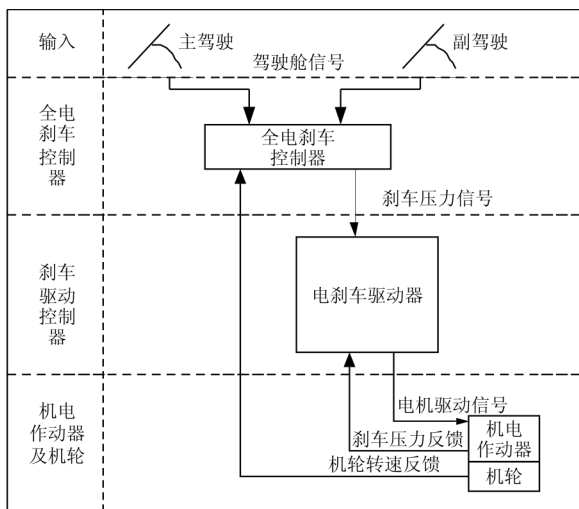 输入
主驾驶
副驾驶
驾驶舱信号
全电
刹车
控制
器
全电刹车
控制器
刹车压力信号
刹车
驱动
控制
器
电刹车驱动器
机电
作动器
及机轮
电机驱动信号
刹车压力反馈
机轮转速反馈
机电
作动器
机轮